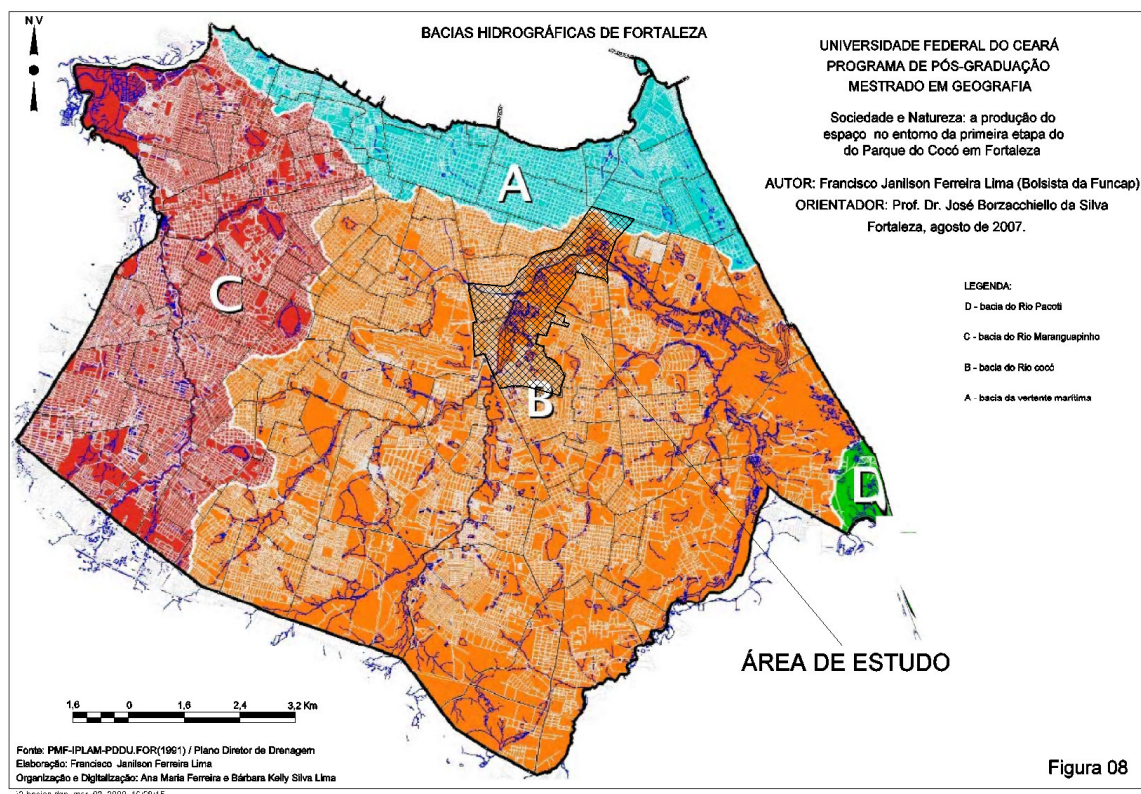 NV
BACIAS HIDROGRÁFICAS DE FORTALEZA
UNIVERSIDADE FEDERAL DO CEARÁ
PROGRAMA DE PÓS-GRADUAÇÃO
MESTRADO EM GEOGRAFIA
Sociedade e Natureza: a produção do
espaço no entorno da primeira etapa do
do Parque do Cocó em Fortaleza
AUTOR: Francisco Janilson Ferreira Lima (Bolsista da Funcap)
ORIENTADOR: Prof. Dr. José Borzacchiello da Silva
Fortaleza, agosto de 2007.
LEGENDA:
D - bacia do Rio Pacoti
C - bacia do Rio Maranguapinho
B - bacia do Rio cocó
A - bacia da vertente marítima
A
C
B
D
ÁREA DE ESTUDO
1,6 0 1,6 2,4 3,2 Km
Fonte: PMF-IPLAM-PDDU.FOR(1991) / Plano Diretor de Drenagem
Elaboração: Francisco Janilson Ferreira Lima
Organização e Digitalização: Ana Maria Ferreira e Bárbara Kelly Silva Lima
Figura 08